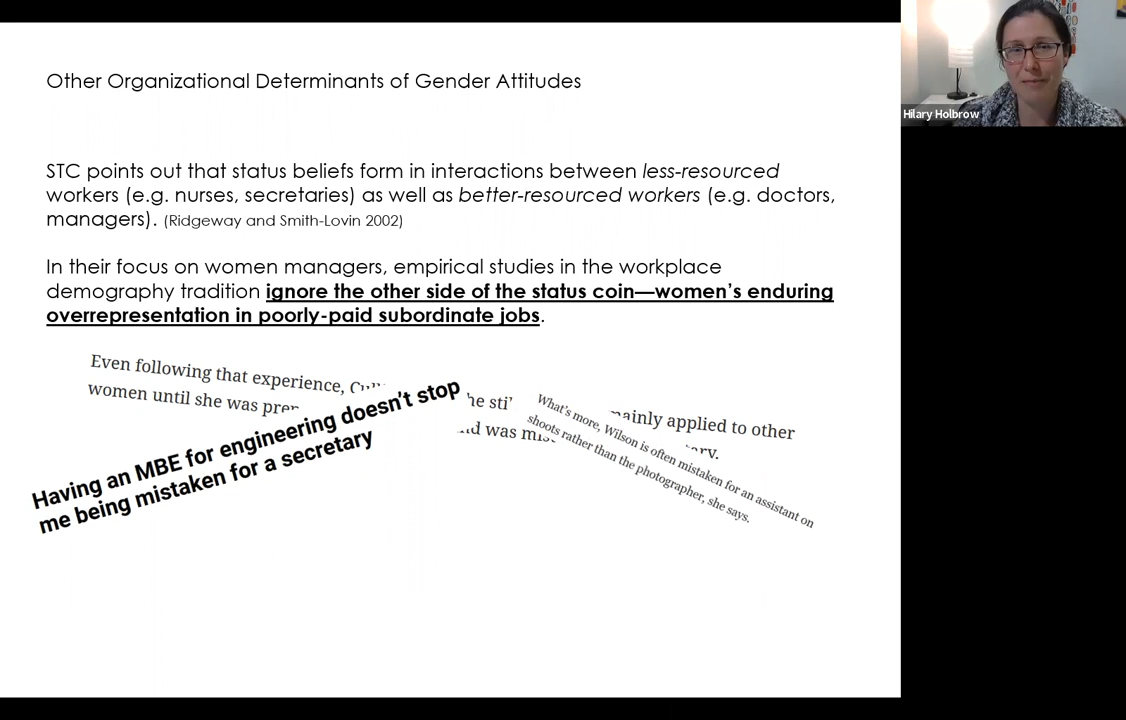 Other Organizational Determinants of Gender Attitudes
STC points out that status beliefs form in interactions between less-resourced
workers (e.g. nurses, secretaries) as well as better-resourced workers (e.g. doctors,
managers). (Ridgeway and Smith-Lovin 2002)
In their focus on women managers, empirical studies in the workplace
demography tradition ignore the other side of the status coin—women's enduring
overrepresentation in poorly-paid subordinate jobs.
Even following that experience,
women until she was
applied to other
and was
Having an MBE for engineering doesn't stop
me being mistaken for a secretary
What's more, Wilson is often mistaken for an assistant on
shoots rather than the photographer, she says.
Hilary Holbrow